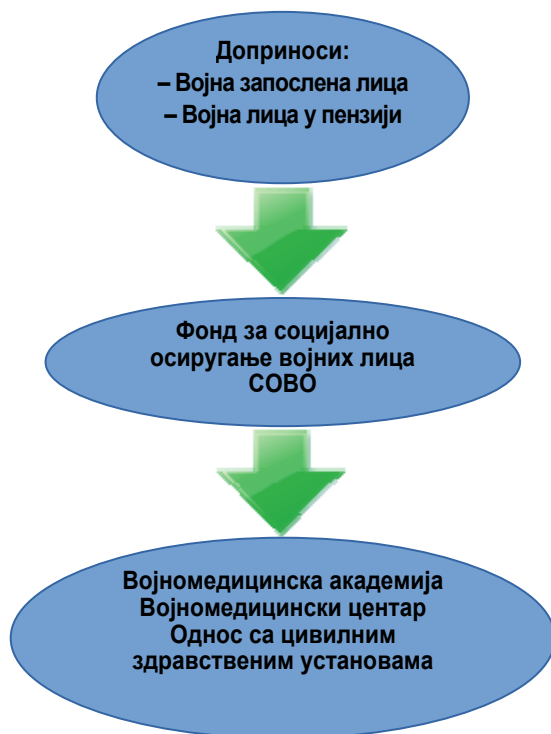 Доприноси:
– Војна запослена лица
– Војна лица у пензији
Фонд за социјално
осиругање војних лица
СОВО
Војномедицинска академија
Војномедицински центар
Однос са цивилним
здравственим установама